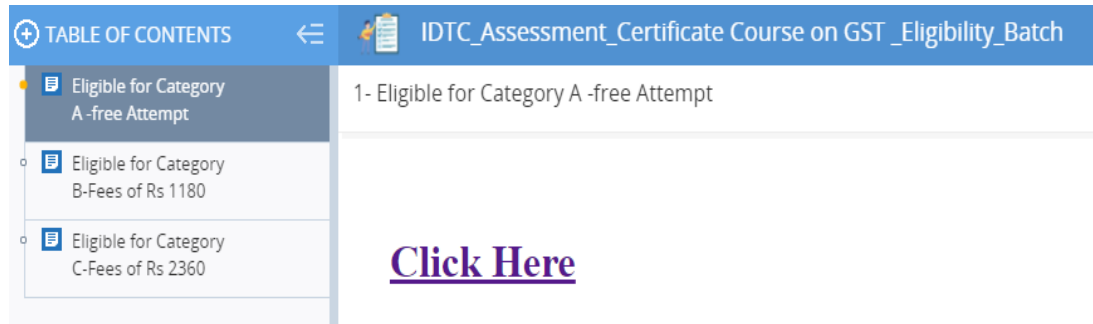 TABLE OF CONTENTS
IDTC_Assessment_Certificate Course on GST _Eligibility_Batch
Eligible for Category
A -free Attempt
Eligible for Category
B-Fees of Rs 1180
Eligible for Category
C-Fees of Rs 2360
1- Eligible for Category A -free Attempt
Click Here